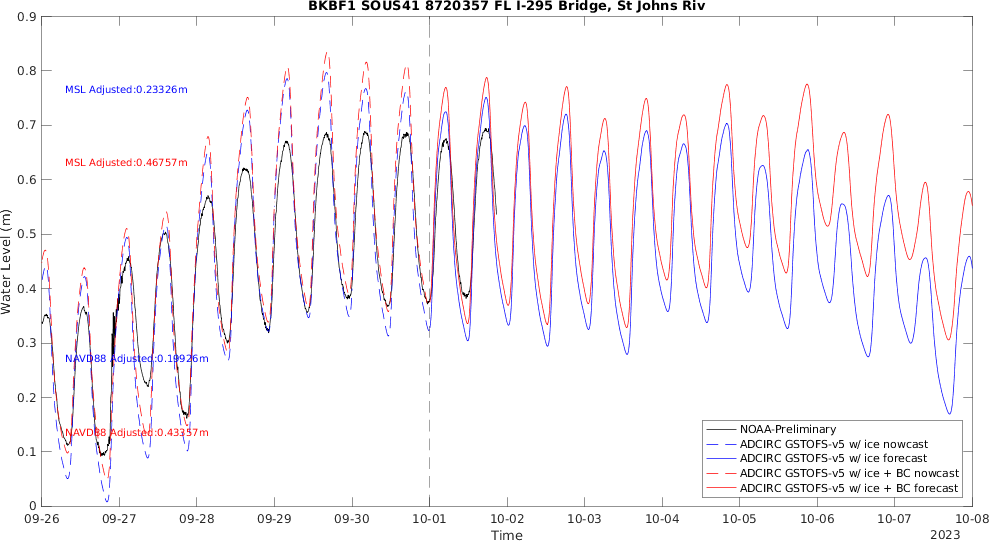 BKBF1 SOUS41 8720357 FL I-295 Bridge, St Johns Riv
0.9
0.8
0.7
0.6
0.5
0.4
0.3
0.2
0.1
0
Water Level (m)
MSL Adjusted:0.23326m
MSL Adjusted:0.46757m
NAVD88 Adjusted:0.19926m
NAVD88 Adjusted:0.43357m
NOAA-Preliminary
ADCIRC GSTOFS-v5 w/ ice nowcast
ADCIRC GSTOFS-v5 w/ ice forecast
ADCIRC GSTOFS-v5 w/ ice + BC nowcast
ADCIRC GSTOFS-v5 w/ ice + BC forecast
09-26 09-27 09-28 09-29 09-30 10-01 10-02 10-03 10-04 10-05 10-06 10-07 10-08
Time
2023